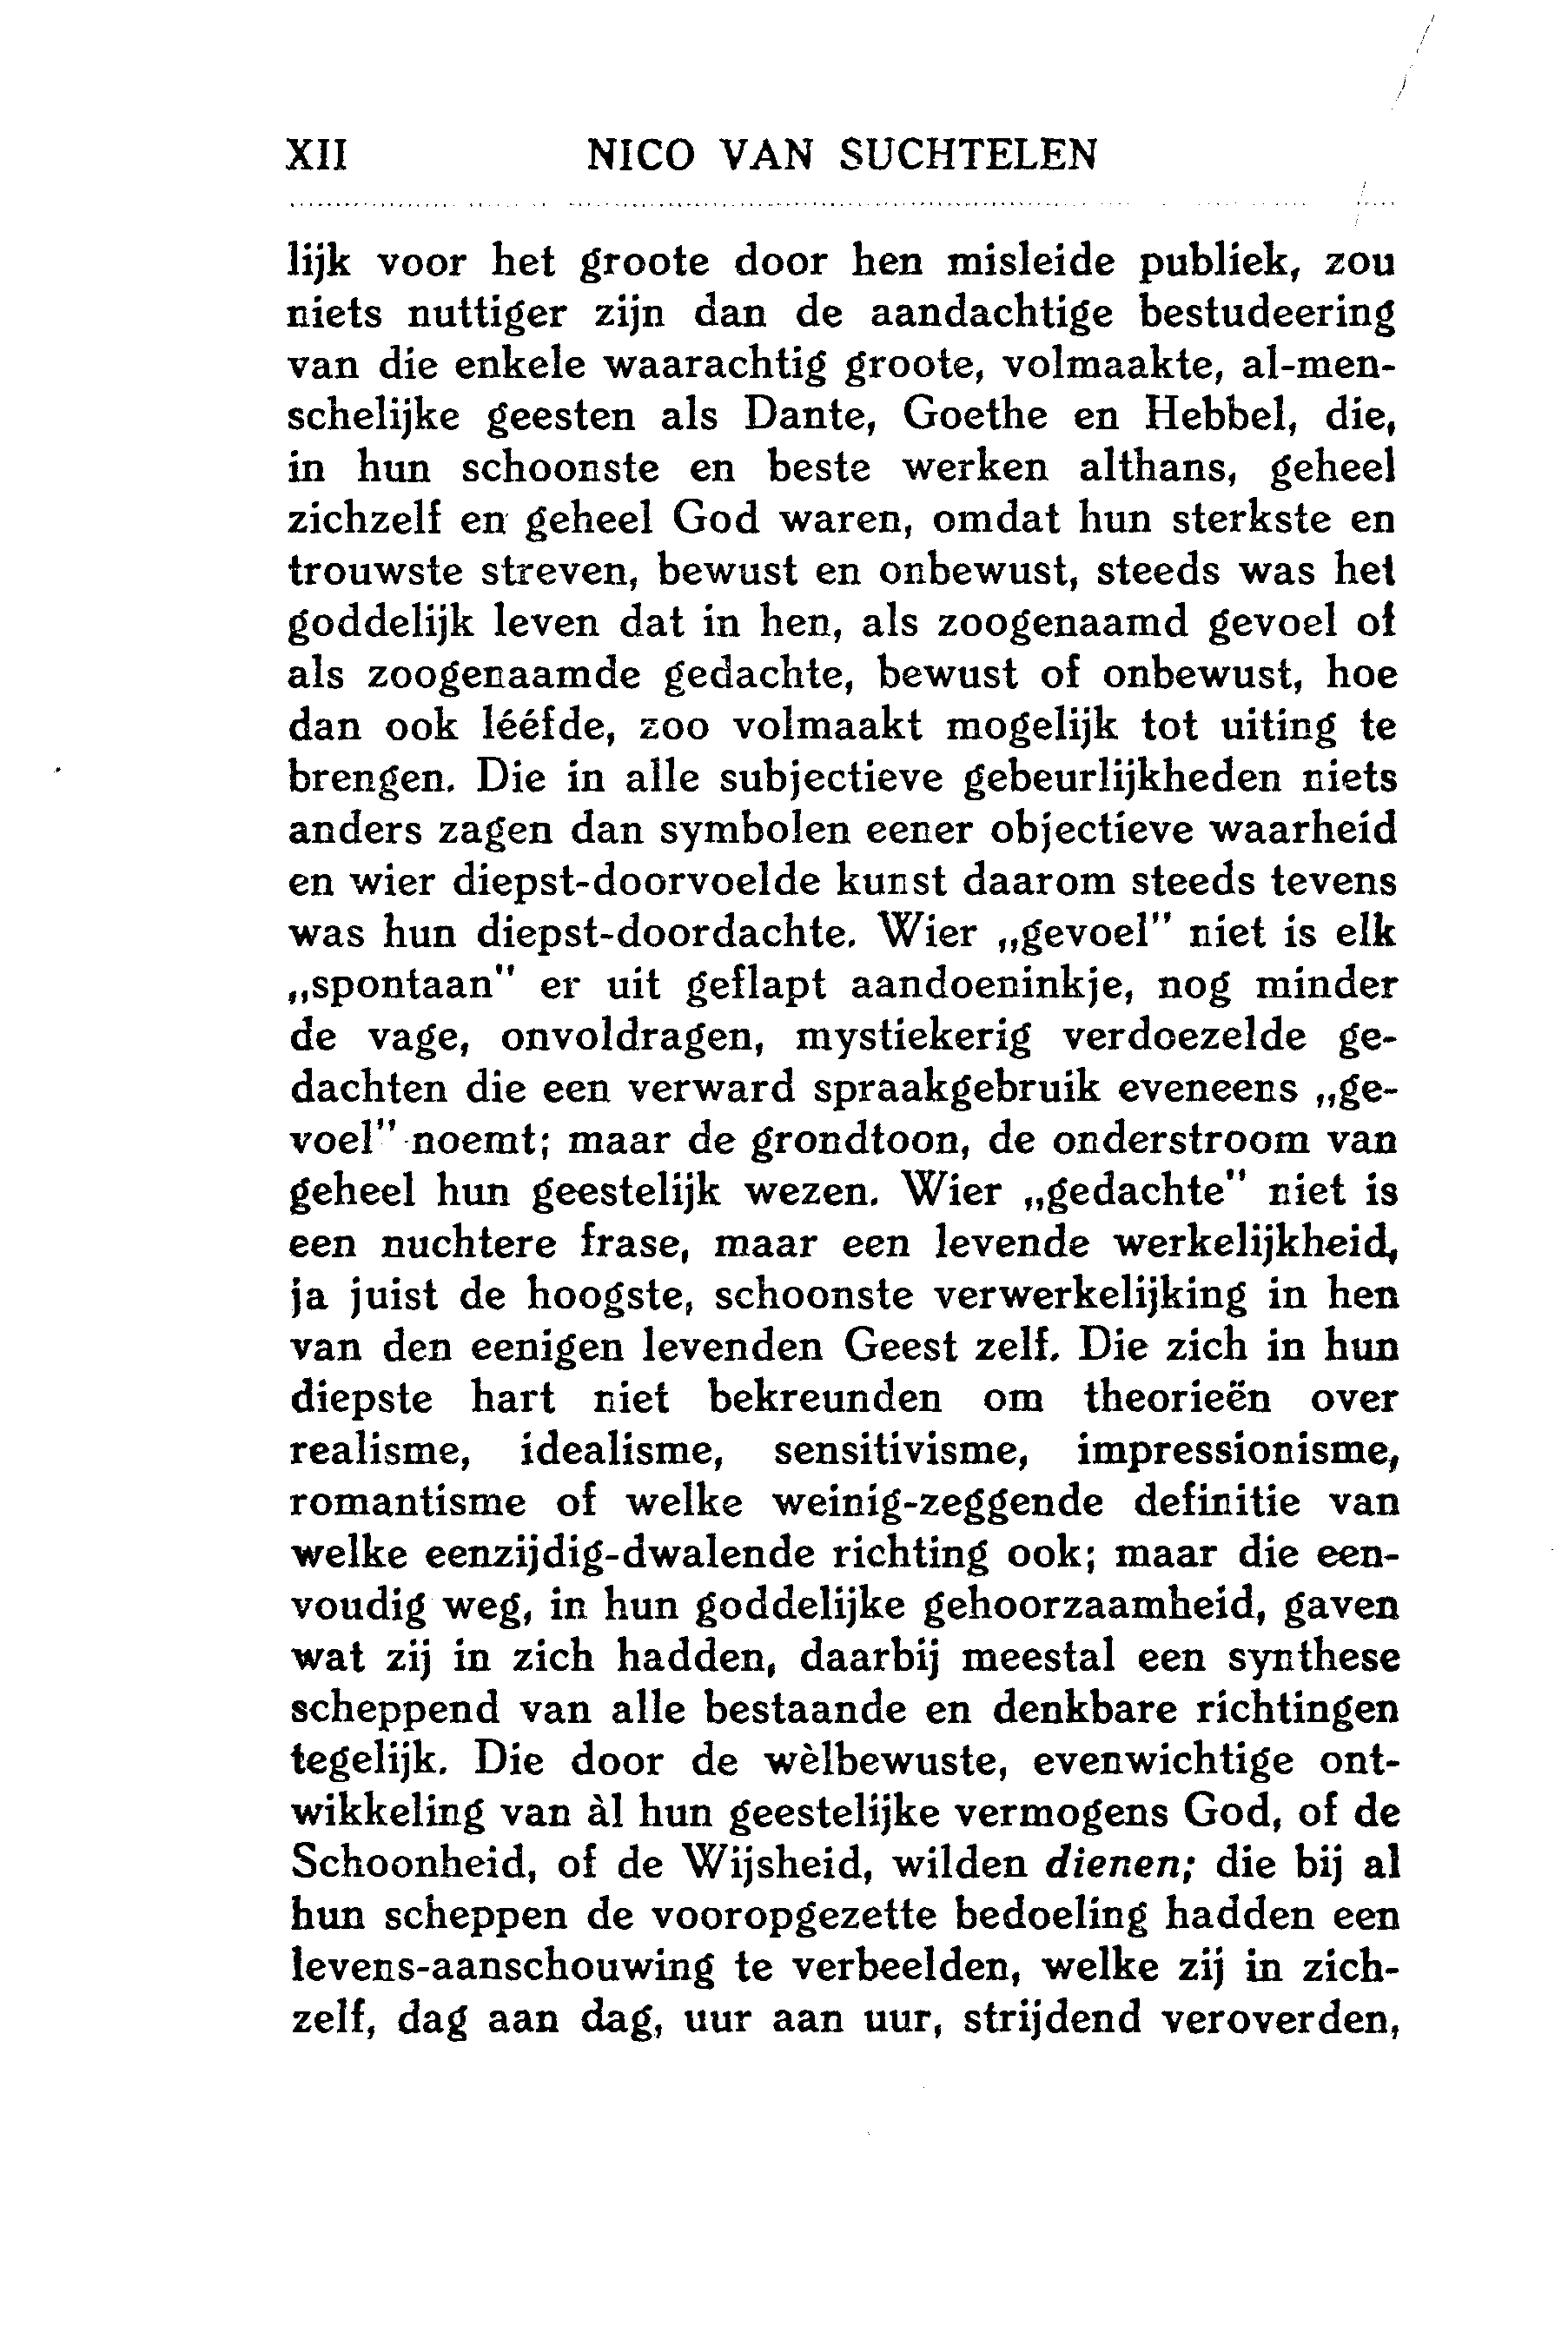 XII NICO VAN SUCHTELEN
lijk voor het groote door hen misleide publiek, zou
niets nuttiger zijn dan de aandachtige bestudeering
van die enkele waarachtig groote, volmaakte, al-men-
schelijke geesten als Dante, Goethe en Hebbel, die,
in hun schoonste en beste werken althans, geheel
zichzelf en geheel God waren, omdat hun sterkste en
trouwste streven, bewust en onbewust, steeds was het
goddelijk leven dat in hen, als zoogenaamd gevoel of
als zoogenaamde gedachte, bewust of onbewust, hoe
dan ook lééfde, zoo volmaakt mogelijk tot uiting te
brengen. Die in alle subjectieve gebeurlijkheden niets
anders zagen dan symbolen eener objectieve waarheid
en wier diepst-doorvoelde kunst daarom steeds tevens
was hun diepst-doordachte. Wier „gevoel" niet is elk
„spontaan" er uit geflapt aandoeninkje, nog minder
de vage, onvoldragen, mystiekerig verdoezelde ge-
dachten die een verward spraakgebruik eveneens „ge-
voel" noemt; maar de grondtoon, de onderstroom van
geheel hun geestelijk wezen. Wier „gedachte" niet is
een nuchtere frase, maar een levende werkelijkheid,
ja juist de hoogste, schoonste verwerkelijking in hen
van den eenigen levenden Geest zelf. Die zich in hun
diepste hart niet bekreunden om theorieën over
realisme, idealisme, sensitivisme, impressionisme,
romantisme of welke weinig-zeggende definitie van
welke eenzijdig-dwalende richting ook; maar die een-
voudig weg, in hun goddelijke gehoorzaamheid, gaven
wat zij in zich hadden, daarbij meestal een synthese
scheppend van alle bestaande en denkbare richtingen
tegelijk. Die door de wèlbewuste, evenwichtige ont-
wikkeling van àl hun geestelijke vermogens God, of de
Schoonheid, of de Wijsheid, wilden dienen; die bij al
hun scheppen de vooropgezette bedoeling hadden een
levens-aanschouwing te verbeelden, welke zij in zich-
zelf, dag aan dag, uur aan uur, strijdend veroverden,